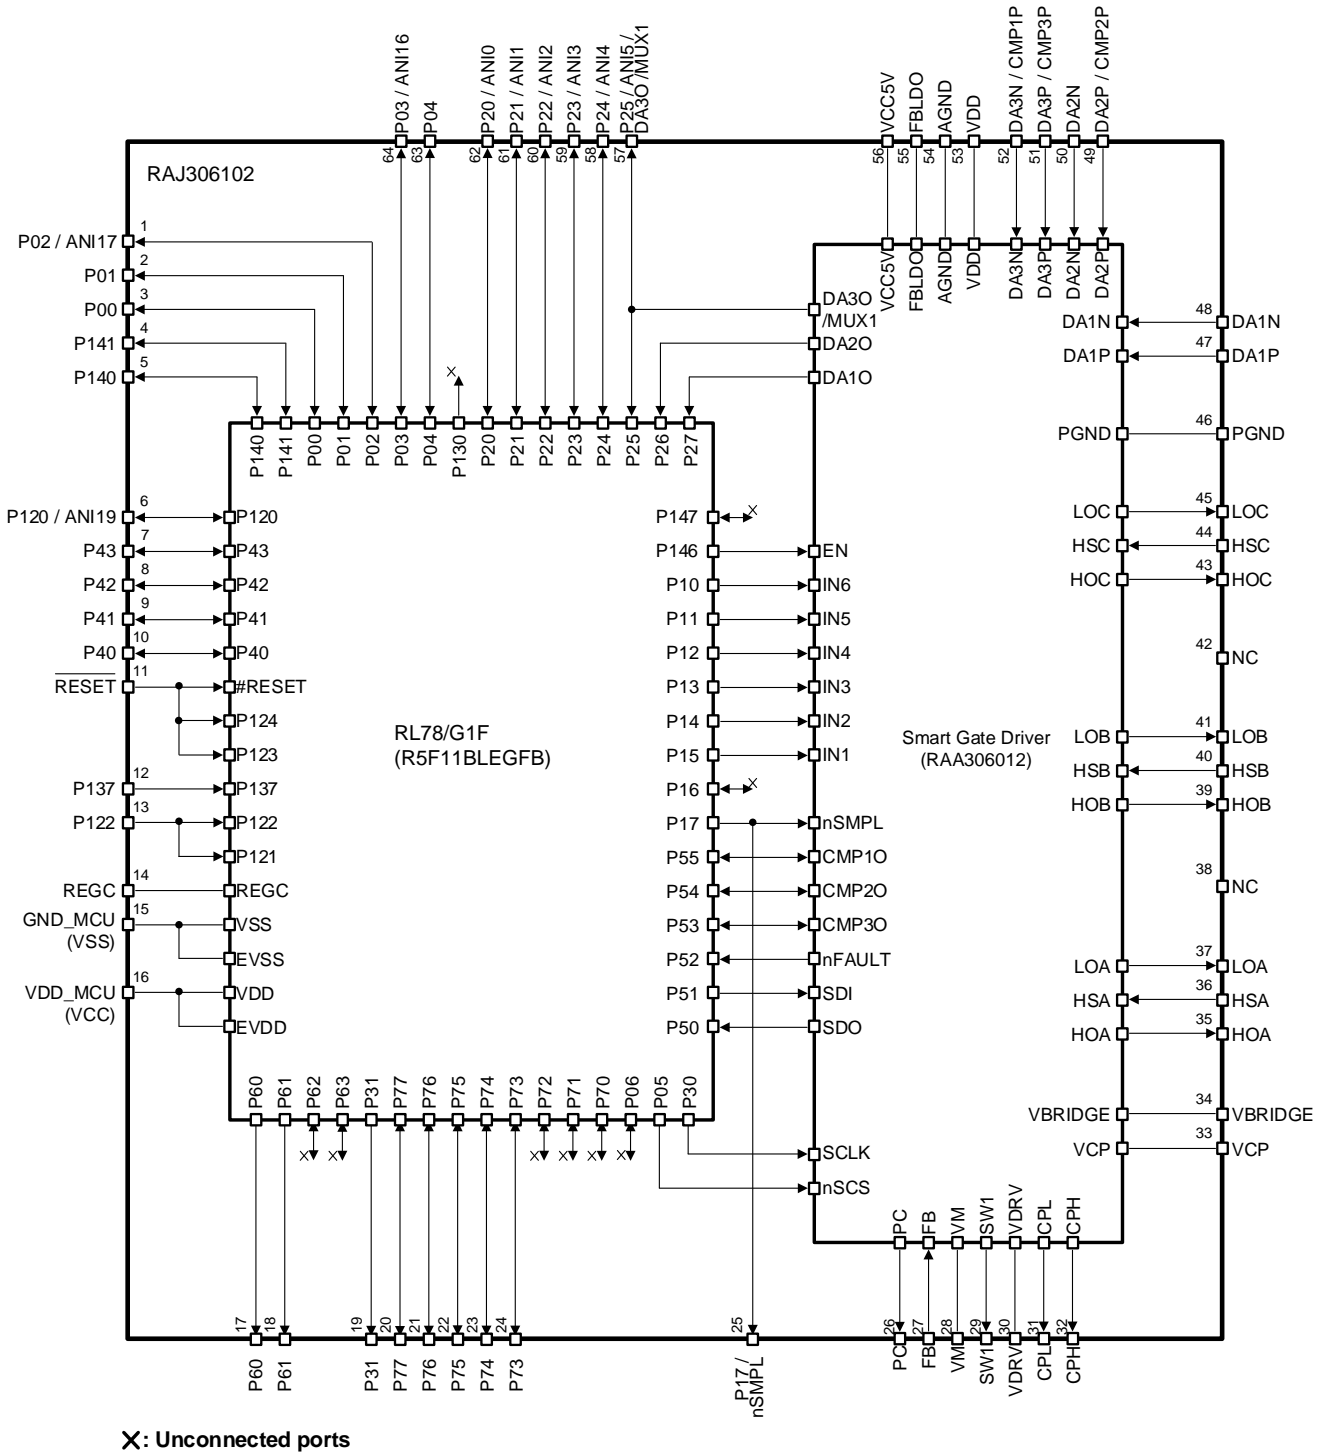 P03 / ANI16
P04
P20 / ANI0
P21 / ANI1
P22 / ANI2
P23 / ANI3
P24 / ANI4
P25 / ANI5 /
DA3O /MUX1
VCC5V
FBLDO
AGND
VDD
DA3N / CMP1P
DA3P / CMP3P
DA2N
DA2P / CMP2P
64
63
62
61
60
59
58
57
56
55
54
53
52
51
50
49
RAJ306102
P02 / ANI17
1
P01
2
P00
3
P141
4
P140
5
P120 / ANI19
6
P43
7
P42
8
P41
9
P40
10
RESET
11
P137
12
P122
13
REGC
14
GND_MCU
(VSS)
15
VDD_MCU
(VCC)
16
P140
P141
P00
P01
P02
P03
P04
P130
P20
P21
P22
P23
P24
P25
P26
P27
P120
P43
P42
P41
P40
#RESET
P124
P123
P137
P122
P121
REGC
VSS
EVSS
VDD
EVDD
RL78/G1F
(R5F11BLEGFB)
P147
P146
P10
P11
P12
P13
P14
P15
P16
P17
P55
P54
P53
P52
P51
P50
P60
P61
P62
P63
P31
P77
P76
P75
P74
P73
P72
P71
P70
P06
P05
P30
VCC5V
FBLDO
AGND
VDD
DA3N
DA3P
DA2N
DA2P
DA3O
/MUX1
DA2O
DA1O
EN
IN6
IN5
IN4
IN3
IN2
IN1
nSMPL
CMP1O
CMP2O
CMP3O
nFAULT
SDI
SDO
SCLK
nSCS
Smart Gate Driver
(RAA306012)
DA1N
DA1P
PGND
LOC
HSC
HOC
LOB
HSB
HOB
LOA
HSA
HOA
VBRIDGE
VCP
PC
FB
VM
SW1
VDRV
CPL
CPH
48
DA1N
47
DA1P
46
PGND
45
LOC
44
HSC
43
HOC
42
NC
41
LOB
40
HSB
39
HOB
38
NC
37
LOA
36
HSA
35
HOA
34
VBRIDGE
33
VCP
17
18
19
20
21
22
23
24
25
26
27
28
29
30
31
32
P60
P61
P31
P77
P76
P75
P74
P73
P17 /
nSMPL
PC
FB
VM
SW1
VDRV
CPL
CPH
X: Unconnected ports